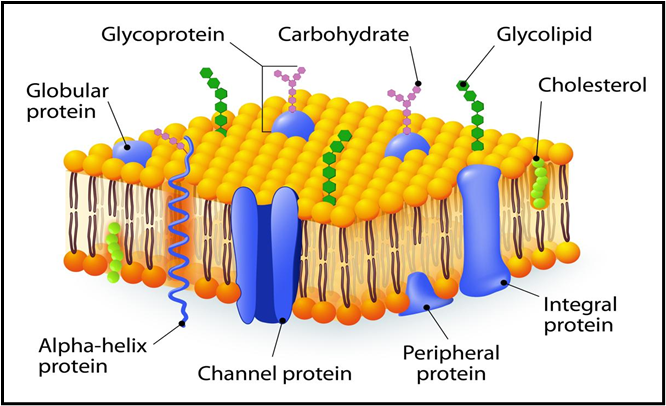 Glycoprotein
Carbohydrate
Glycolipid
Globular
protein
Cholesterol
Alpha-helix
protein
Channel protein
Peripheral
protein
Integral
protein